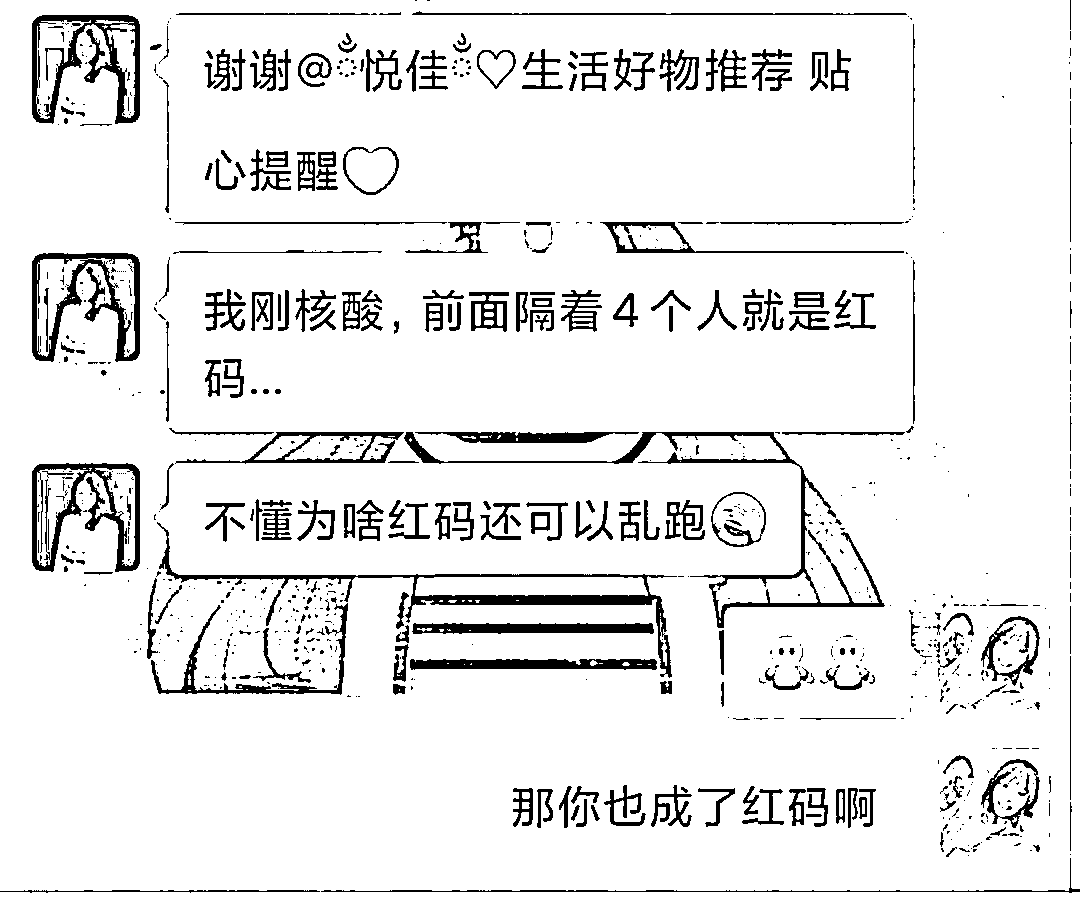 谢谢@ྀི悦佳ྀི♡生活好物推荐 贴
心提醒
我刚核酸，前面隔着4个人就是红
码...
不懂为啥红码还可以乱跑
那你也成了红码啊